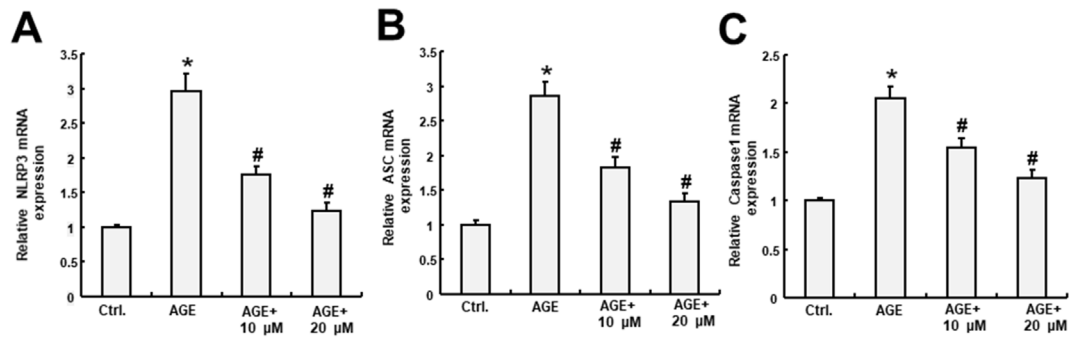 A
Relative NLRP3 mRNA
expression
3.5
3
2.5
2
1.5
1
0.5
0
*
#
#
Ctrl.
AGE
AGE+
10 μM
AGE+
20 μM
B
Relative ASC mRNA
expression
3.5
3
2.5
2
1.5
1
0.5
0
*
#
#
Ctrl.
AGE
AGE+
10 μM
AGE+
20 μM
C
Relative Caspase1 mRNA
expression
2.5
2
1.5
1
0.5
0
*
#
#
Ctrl.
AGE
AGE+
10 μM
AGE+
20 μM